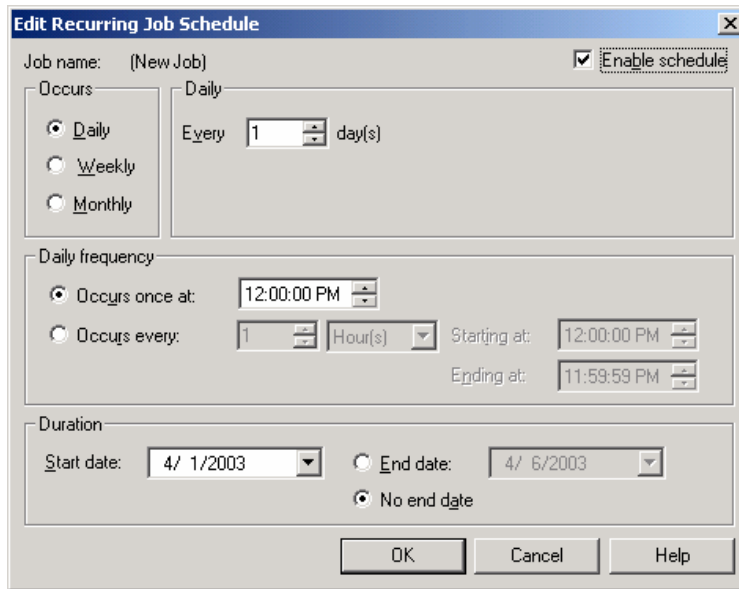 Edit Recurring Job Schedule
Job name: (New Job) Enable schedule
Occurs Daily
Daily Every 1 day(s)
Weekly
Monthly
Daily frequency
Occurs once at: 12:00:00 PM
Occurs every: 1 Hour(s) Starting at: 12:00:00 PM
Ending at: 11:59:59 PM
Duration
Start date: 4/ 1/2003 End date: 4/ 6/2003
No end date
OK Cancel Help